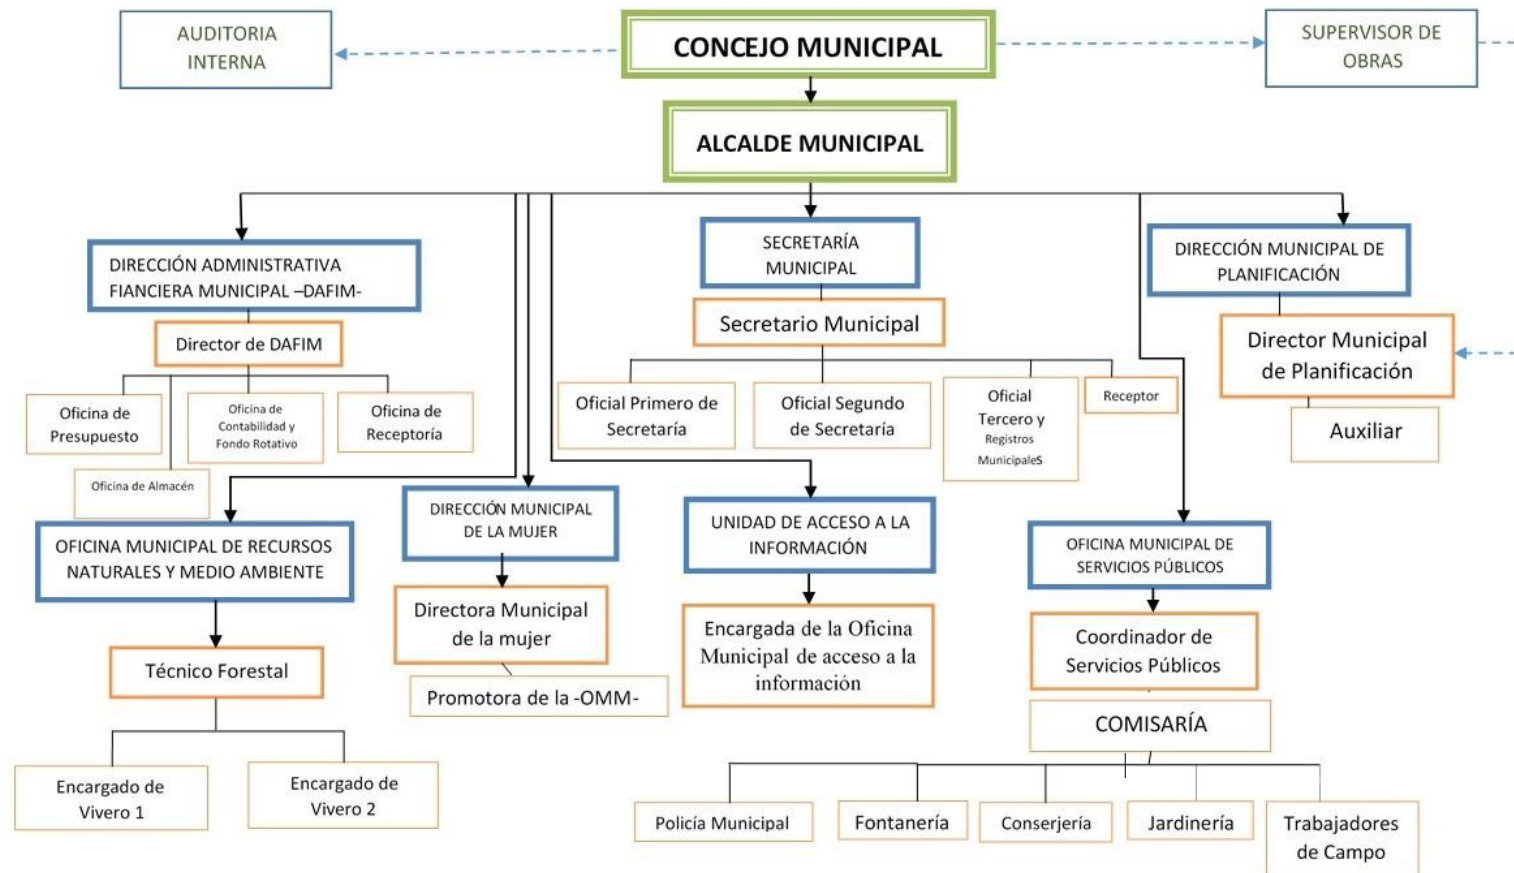 AUDITORIA
INTERNA
CONCEJO MUNICIPAL
SUPERVISOR DE
OBRAS
ALCALDE MUNICIPAL
DIRECCIÓN ADMINISTRATIVA
FIANCIERA MUNICIPAL –DAFIM-
SECRETARÍA
MUNICIPAL
DIRECCIÓN MUNICIPAL DE
PLANIFICACIÓN
Director de DAFIM
Secretario Municipal
Director Municipal
de Planificación
Oficina de
Presupuesto
Oficina de
Contabilidad y
Fondo Rotativo
Oficina de
Receptoría
Oficina de Almacén
Oficial Primero de
Secretaría
Oficial Segundo
de Secretaría
Oficial
Tercero y
Registros
MunicipaleS
Receptor
Auxiliar
OFICINA MUNICIPAL DE RECURSOS
NATURALES Y MEDIO AMBIENTE
DIRECCIÓN MUNICIPAL
DE LA MUJER
UNIDAD DE ACCESO A LA
INFORMACIÓN
OFICINA MUNICIPAL DE
SERVICIOS PÚBLICOS
Técnico Forestal
Directora Municipal
de la mujer
Encargada de la Oficina
Municipal de acceso a la
información
Coordinador de
Servicios Públicos
Promotora de la -OMM-
COMISARÍA
Encargado de
Vivero 1
Encargado de
Vivero 2
Policía Municipal
Fontanería
Conserjería
Jardinería
Trabajadores
de Campo